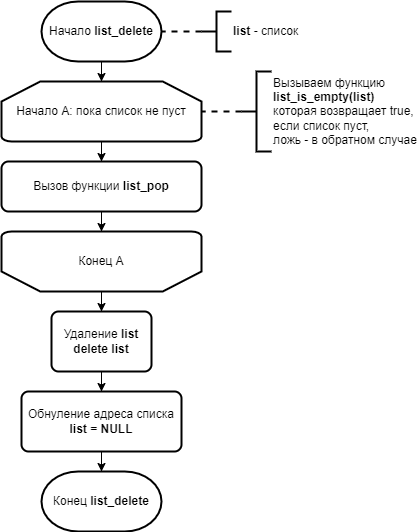 Начало list_delete
list - список
Начало А: пока список не пуст
Вызываем функцию
list_is_empty(list)
которая возвращает true,
если список пуст,
ложь - в обратном случае
Вызов функции list_pop
Конец А
Удаление list
delete list
Обнуление адреса списка
list = NULL
Конец list_delete